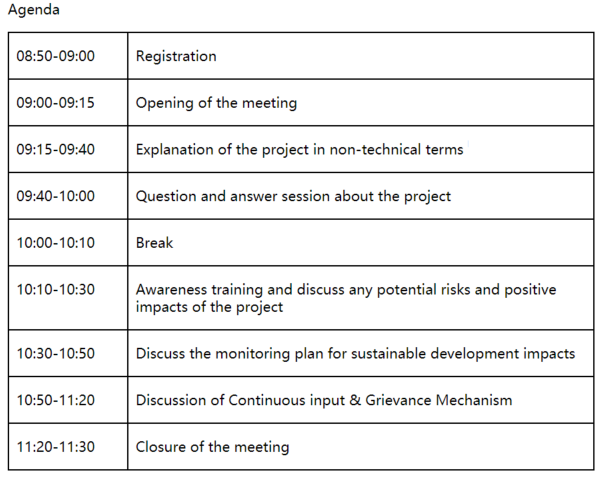 Agenda
08:50-09:00 Registration
09:00-09:15 Opening of the meeting
09:15-09:40 Explanation of the project in non-technical terms
09:40-10:00 Question and answer session about the project
10:00-10:10 Break
10:10-10:30 Awareness training and discuss any potential risks and positive
impacts of the project
10:30-10:50 Discuss the monitoring plan for sustainable development impacts
10:50-11:20 Discussion of Continuous input & Grievance Mechanism
11:20-11:30 Closure of the meeting